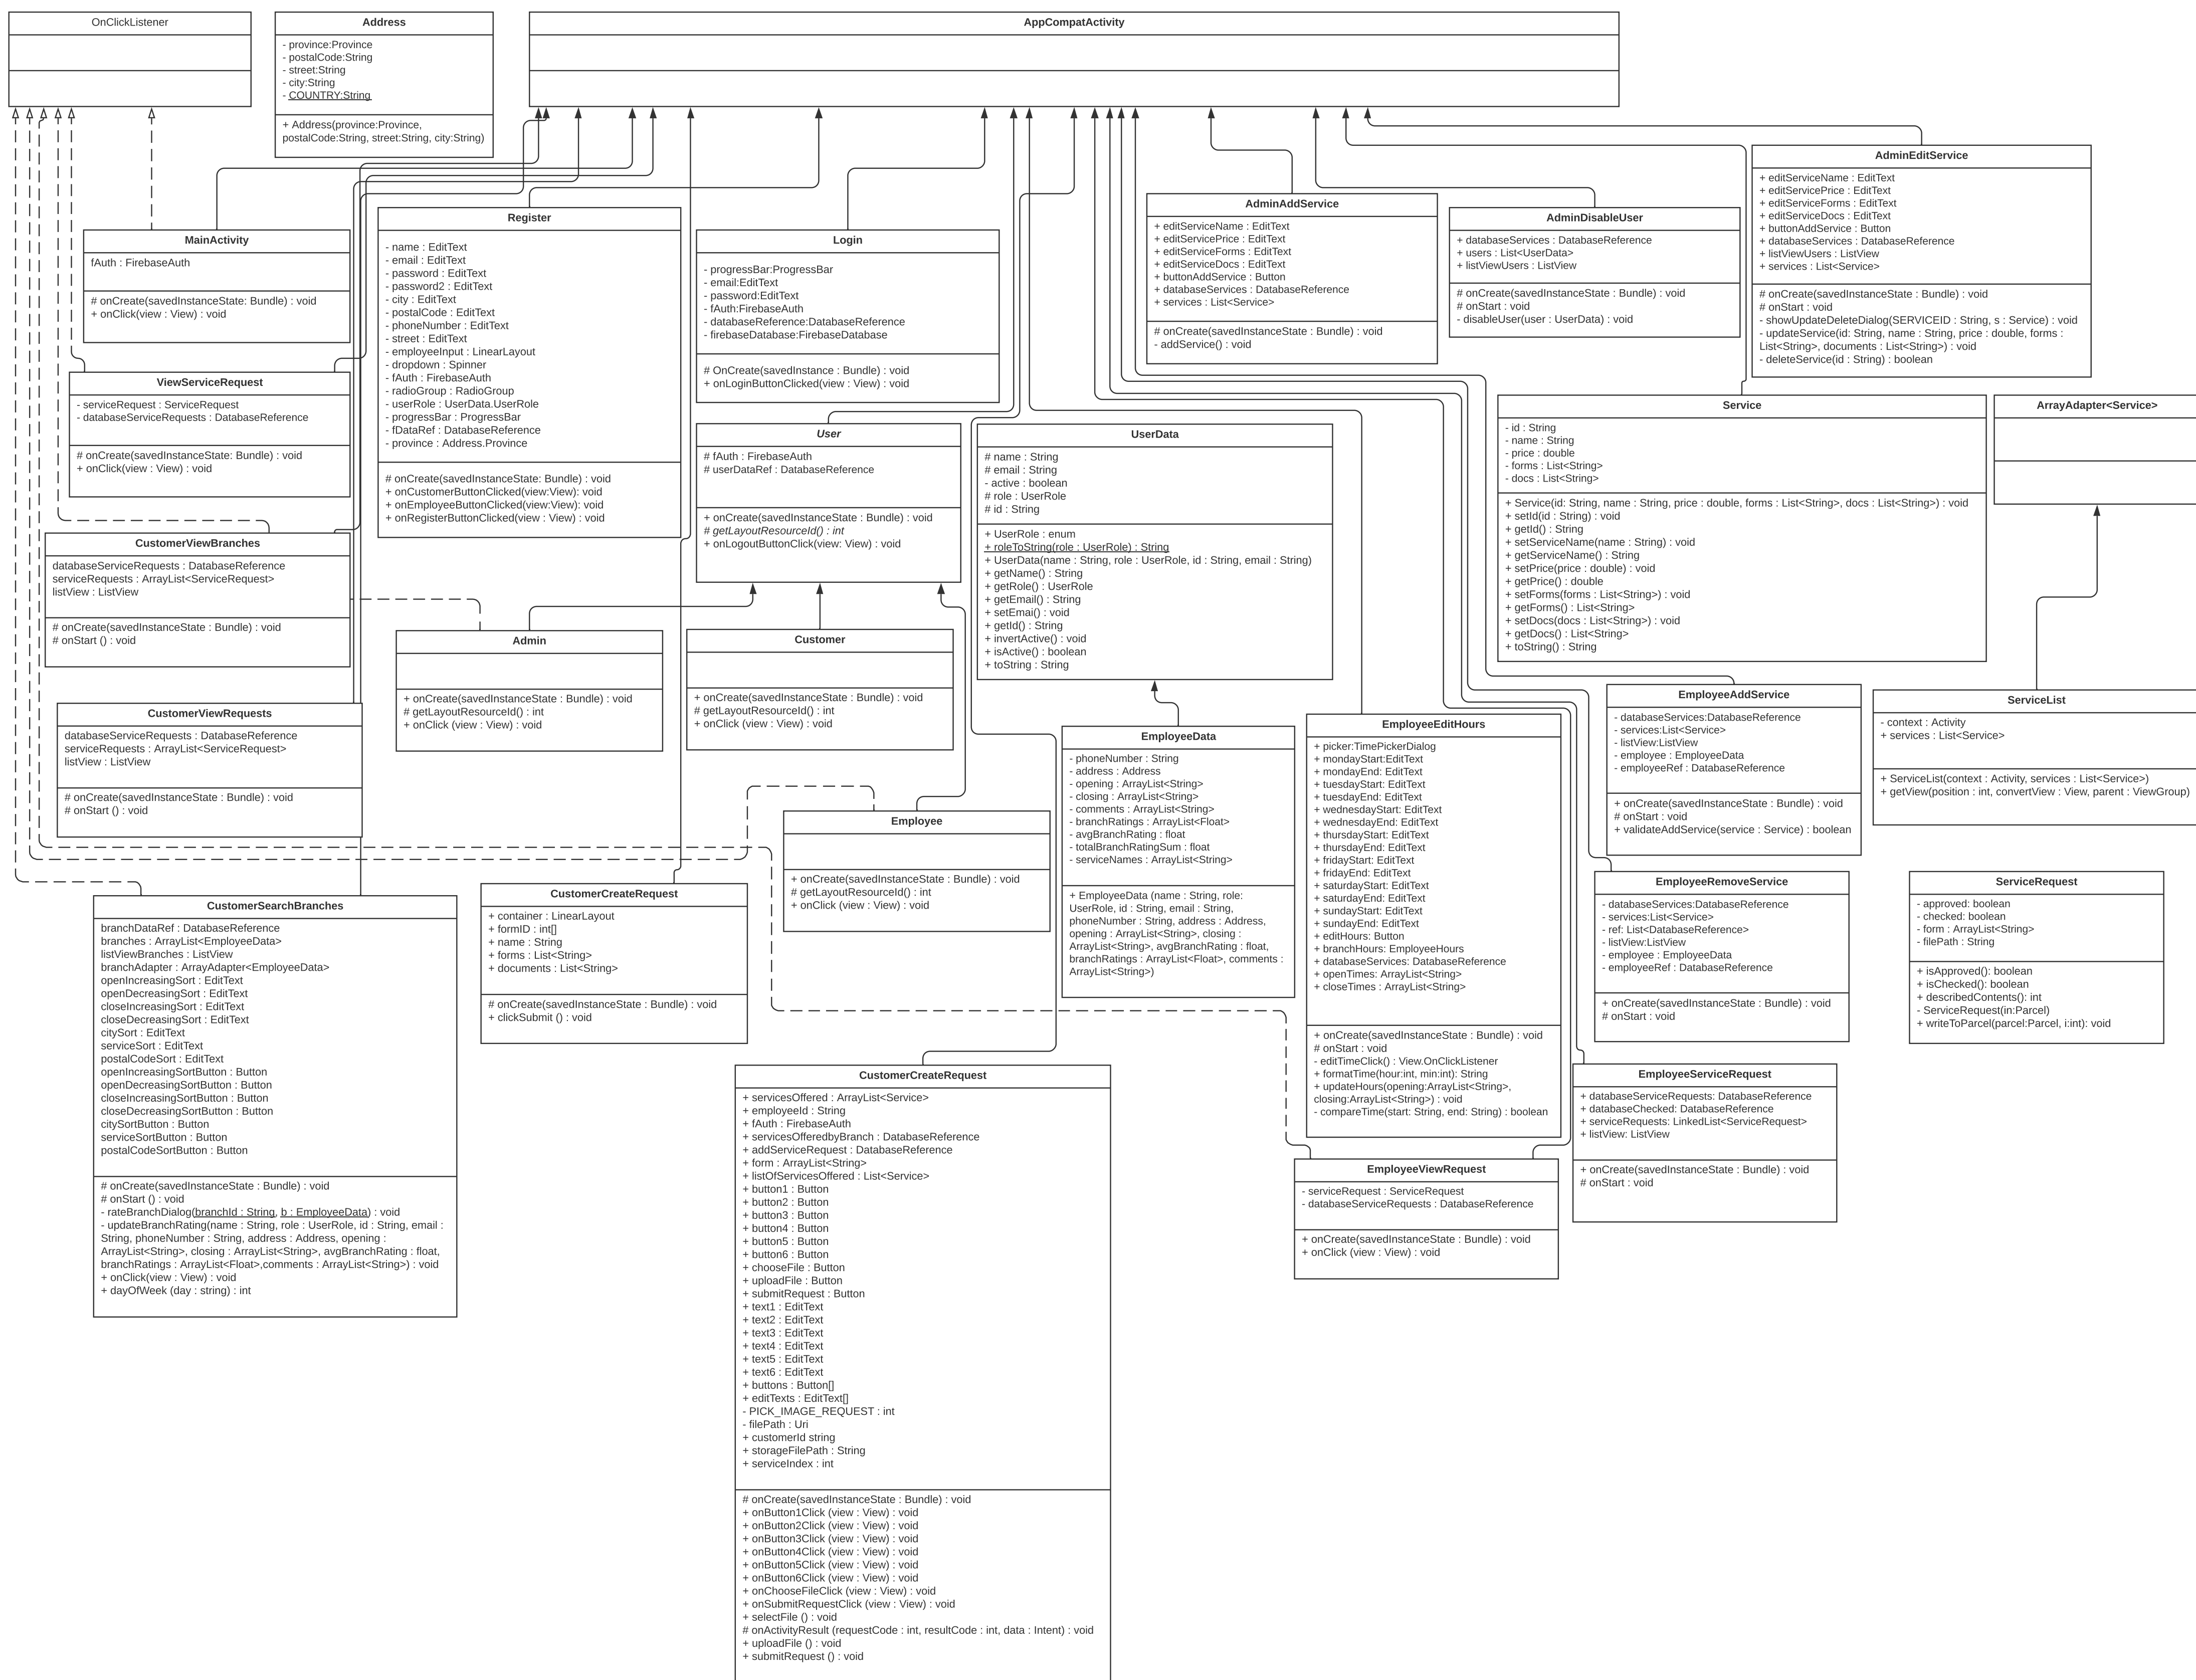 OnClickListener
Address
- province:Province
- postalCode:String
- street:String
- city:String
- COUNTRY:String
+ Address(province:Province,
postalCode:String, street:String, city:String)
AppCompatActivity
MainActivity
fAuth : FirebaseAuth
# onCreate(savedInstanceState: Bundle) : void
+ onClick(view : View) : void
ViewServiceRequest
- serviceRequest : ServiceRequest
- databaseServiceRequests : DatabaseReference
# onCreate(savedInstanceState: Bundle) : void
+ onClick(view : View) : void
CustomerViewBranches
databaseServiceRequests : DatabaseReference
serviceRequests : ArrayList<ServiceRequest>
listView : ListView
# onCreate(savedInstanceState : Bundle) : void
# onStart () : void
CustomerViewRequests
databaseServiceRequests : DatabaseReference
serviceRequests : ArrayList<ServiceRequest>
listView : ListView
# onCreate(savedInstanceState : Bundle) : void
# onStart () : void
CustomerSearchBranches
branchDataRef : DatabaseReference
branches : ArrayList<EmployeeData>
listViewBranches : ListView
branchAdapter : ArrayAdapter<EmployeeData>
openIncreasingSort : EditText
openDecreasingSort : EditText
closeIncreasingSort : EditText
closeDecreasingSort : EditText
citySort : EditText
serviceSort : EditText
postalCodeSort : EditText
openIncreasingSortButton : Button
openDecreasingSortButton : Button
closeIncreasingSortButton : Button
closeDecreasingSortButton : Button
citySortButton : Button
serviceSortButton : Button
postalCodeSortButton : Button
# onCreate(savedInstanceState : Bundle) : void
# onStart () : void
- rateBranchDialog(branchId : String, b : EmployeeData) : void
- updateBranchRating(name : String, role : UserRole, id : String, email :
String, phoneNumber : String, address : Address, opening :
ArrayList<String>, closing : ArrayList<String>, avgBranchRating : float,
branchRatings : ArrayList<Float>,comments : ArrayList<String>) : void
+ onClick(view : View) : void
+ dayOfWeek (day : string) : int
Register
- name : EditText
- email : EditText
- password : EditText
- password2 : EditText
- city : EditText
- postalCode : EditText
- phoneNumber : EditText
- street : EditText
- employeeInput : LinearLayout
- dropdown : Spinner
- fAuth : FirebaseAuth
- radioGroup : RadioGroup
- userRole : UserData.UserRole
- progressBar : ProgressBar
- fDataRef : DatabaseReference
- province : Address.Province
# onCreate(savedInstanceState: Bundle) : void
+ onCustomerButtonClicked(view:View): void
+ onEmployeeButtonClicked(view:View): void
+ onRegisterButtonClicked(view : View) : void
Login
- progressBar:ProgressBar
- email:EditText
- password:EditText
- fAuth:FirebaseAuth
- databaseReference:DatabaseReference
- firebaseDatabase:FirebaseDatabase
# OnCreate(savedInstance : Bundle) : void
+ onLoginButtonClicked(view : View) : void
User
# fAuth : FirebaseAuth
# userDataRef : DatabaseReference
+ onCreate(savedInstanceState : Bundle) : void
# getLayoutResourceId() : int
+ onLogoutButtonClick(view: View) : void
Admin
+ onCreate(savedInstanceState : Bundle) : void
# getLayoutResourceId() : int
+ onClick (view : View) : void
Customer
+ onCreate(savedInstanceState : Bundle) : void
# getLayoutResourceId() : int
+ onClick (view : View) : void
Employee
+ onCreate(savedInstanceState : Bundle) : void
# getLayoutResourceId() : int
+ onClick (view : View) : void
CustomerCreateRequest
+ container : LinearLayout
+ formID : int[]
+ name : String
+ forms : List<String>
+ documents : List<String>
# onCreate(savedInstanceState : Bundle) : void
+ clickSubmit () : void
CustomerCreateRequest
+ servicesOffered : ArrayList<Service>
+ employeeId : String
+ fAuth : FirebaseAuth
+ servicesOfferedbyBranch : DatabaseReference
+ addServiceRequest : DatabaseReference
+ form : ArrayList<String>
+ listOfServicesOffered : List<Service>
+ button1 : Button
+ button2 : Button
+ button3 : Button
+ button4 : Button
+ button5 : Button
+ button6 : Button
+ chooseFile : Button
+ uploadFile : Button
+ submitRequest : Button
+ text1 : EditText
+ text2 : EditText
+ text3 : EditText
+ text4 : EditText
+ text5 : EditText
+ text6 : EditText
+ buttons : Button[]
+ editTexts : EditText[]
- PICK_IMAGE_REQUEST : int
- filePath : Uri
+ customerId string
+ storageFilePath : String
+ serviceIndex : int
# onCreate(savedInstanceState : Bundle) : void
+ onButton1Click (view : View) : void
+ onButton2Click (view : View) : void
+ onButton3Click (view : View) : void
+ onButton4Click (view : View) : void
+ onButton5Click (view : View) : void
+ onButton6Click (view : View) : void
+ onChooseFileClick (view : View) : void
+ onSubmitRequestClick (view : View) : void
+ selectFile () : void
# onActivityResult (requestCode : int, resultCode : int, data : Intent) : void
+ uploadFile () : void
+ submitRequest () : void
UserData
# name : String
# email : String
- active : boolean
# role : UserRole
# id : String
+ UserRole : enum
+ roleToString(role : UserRole) : String
+ UserData(name : String, role : UserRole, id : String, email : String)
+ getName() : String
+ getRole() : UserRole
+ getEmail() : String
+ setEmai() : void
+ getId() : String
+ invertActive() : void
+ isActive() : boolean
+ toString : String
EmployeeData
- phoneNumber : String
- address : Address
- opening : ArrayList<String>
- closing : ArrayList<String>
- comments : ArrayList<String>
- branchRatings : ArrayList<Float>
- avgBranchRating : float
- totalBranchRatingSum : float
- serviceNames : ArrayList<String>
+ EmployeeData (name : String, role:
UserRole, id : String, email : String,
phoneNumber : String, address : Address,
opening : ArrayList<String>, closing :
ArrayList<String>, avgBranchRating : float,
branchRatings : ArrayList<Float>, comments :
ArrayList<String>)
AdminAddService
+ editServiceName : EditText
+ editServicePrice : EditText
+ editServiceForms : EditText
+ editServiceDocs : EditText
+ buttonAddService : Button
+ databaseServices : DatabaseReference
+ services : List<Service>
# onCreate(savedInstanceState : Bundle) : void
- addService() : void
AdminDisableUser
+ databaseServices : DatabaseReference
+ users : List<UserData>
+ listViewUsers : ListView
# onCreate(savedInstanceState : Bundle) : void
# onStart : void
- disableUser(user : UserData) : void
AdminEditService
+ editServiceName : EditText
+ editServicePrice : EditText
+ editServiceForms : EditText
+ editServiceDocs : EditText
+ buttonAddService : Button
+ databaseServices : DatabaseReference
+ listViewUsers : ListView
+ services : List<Service>
# onCreate(savedInstanceState : Bundle) : void
# onStart : void
- showUpdateDeleteDialog(SERVICEID : String, s : Service) : void
- updateService(id: String, name : String, price : double, forms :
List<String>, documents : List<String>) : void
- deleteService(id : String) : boolean
Service
- id : String
- name : String
- price : double
- forms : List<String>
- docs : List<String>
+ Service(id: String, name : String, price : double, forms : List<String>, docs : List<String>) : void
+ setId(id : String) : void
+ getId() : String
+ setServiceName(name : String) : void
+ getServiceName() : String
+ setPrice(price : double) : void
+ getPrice() : double
+ setForms(forms : List<String>) : void
+ getForms() : List<String>
+ setDocs(docs : List<String>) : void
+ getDocs() : List<String>
+ toString() : String
ArrayAdapter<Service>
EmployeeEditHours
+ picker:TimePickerDialog
+ mondayStart:EditText
+ mondayEnd: EditText
+ tuesdayStart: EditText
+ tuesdayEnd: EditText
+ wednesdayStart: EditText
+ wednesdayEnd: EditText
+ thursdayStart: EditText
+ thursdayEnd: EditText
+ fridayStart: EditText
+ fridayEnd: EditText
+ saturdayStart: EditText
+ saturdayEnd: EditText
+ sundayStart: EditText
+ sundayEnd: EditText
+ editHours: Button
+ branchHours: EmployeeHours
+ databaseServices: DatabaseReference
+ openTimes: ArrayList<String>
+ closeTimes: ArrayList<String>
+ onCreate(savedInstanceState : Bundle) : void
# onStart : void
- editTimeClick() : View.OnClickListener
+ formatTime(hour:int, min:int): String
+ updateHours(opening:ArrayList<String>,
closing:ArrayList<String>) : void
- compareTime(start: String, end: String) : boolean
EmployeeAddService
- databaseServices:DatabaseReference
- services:List<Service>
- listView:ListView
- employee : EmployeeData
- employeeRef : DatabaseReference
+ onCreate(savedInstanceState : Bundle) : void
# onStart : void
+ validateAddService(service : Service) : boolean
ServiceList
- context : Activity
+ services : List<Service>
+ ServiceList(context : Activity, services : List<Service>)
+ getView(position : int, convertView : View, parent : ViewGroup)
EmployeeRemoveService
- databaseServices:DatabaseReference
- services:List<Service>
- ref: List<DatabaseReference>
- listView:ListView
- employee : EmployeeData
- employeeRef : DatabaseReference
+ onCreate(savedInstanceState : Bundle) : void
# onStart : void
ServiceRequest
- approved: boolean
- checked: boolean
- form : ArrayList<String>
- filePath : String
+ isApproved(): boolean
+ isChecked(): boolean
+ describedContents(): int
- ServiceRequest(in:Parcel)
+ writeToParcel(parcel:Parcel, i:int): void
EmployeeServiceRequest
+ databaseServiceRequests: DatabaseReference
+ databaseChecked: DatabaseReference
+ serviceRequests: LinkedList<ServiceRequest>
+ listView: ListView
+ onCreate(savedInstanceState : Bundle) : void
# onStart : void
EmployeeViewRequest
- serviceRequest : ServiceRequest
- databaseServiceRequests : DatabaseReference
+ onCreate(savedInstanceState : Bundle) : void
+ onClick (view : View) : void